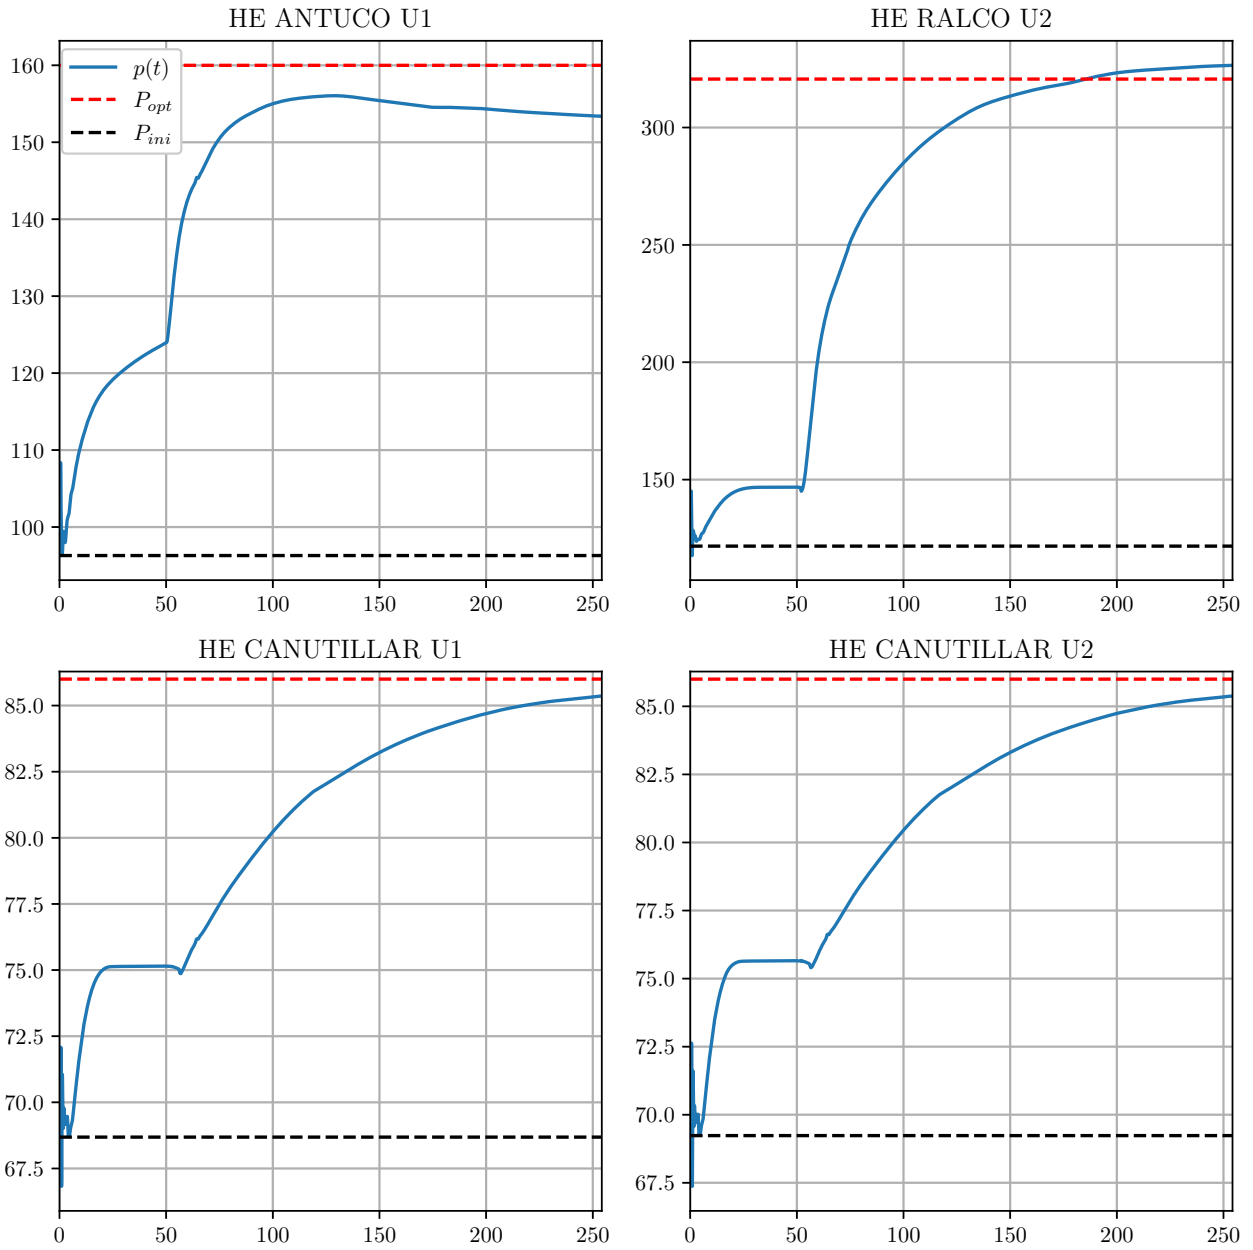 HE ANTUCO U1
160
150
140
130
120
110
100
p(t)
P_opt
P_ini
0 50 100 150 200 250
HE RALCO U2
300
250
200
150
0 50 100 150 200 250
HE CANUTILLAR U1
85.0
82.5
80.0
77.5
75.0
72.5
70.0
67.5
0 50 100 150 200 250
HE CANUTILLAR U2
85.0
82.5
80.0
77.5
75.0
72.5
70.0
67.5
0 50 100 150 200 250